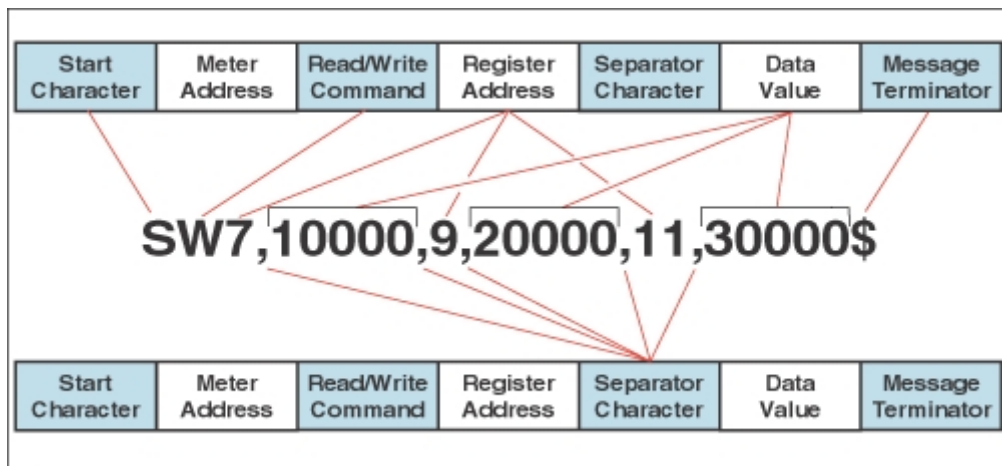 Start Meter Read/Write Register Separator Data Message
Character Address Command Address Character Value Terminator
SW7,10000,9,20000,11,30000$
Start Meter Read/Write Register Separator Data Message
Character Address Command Address Character Value Terminator